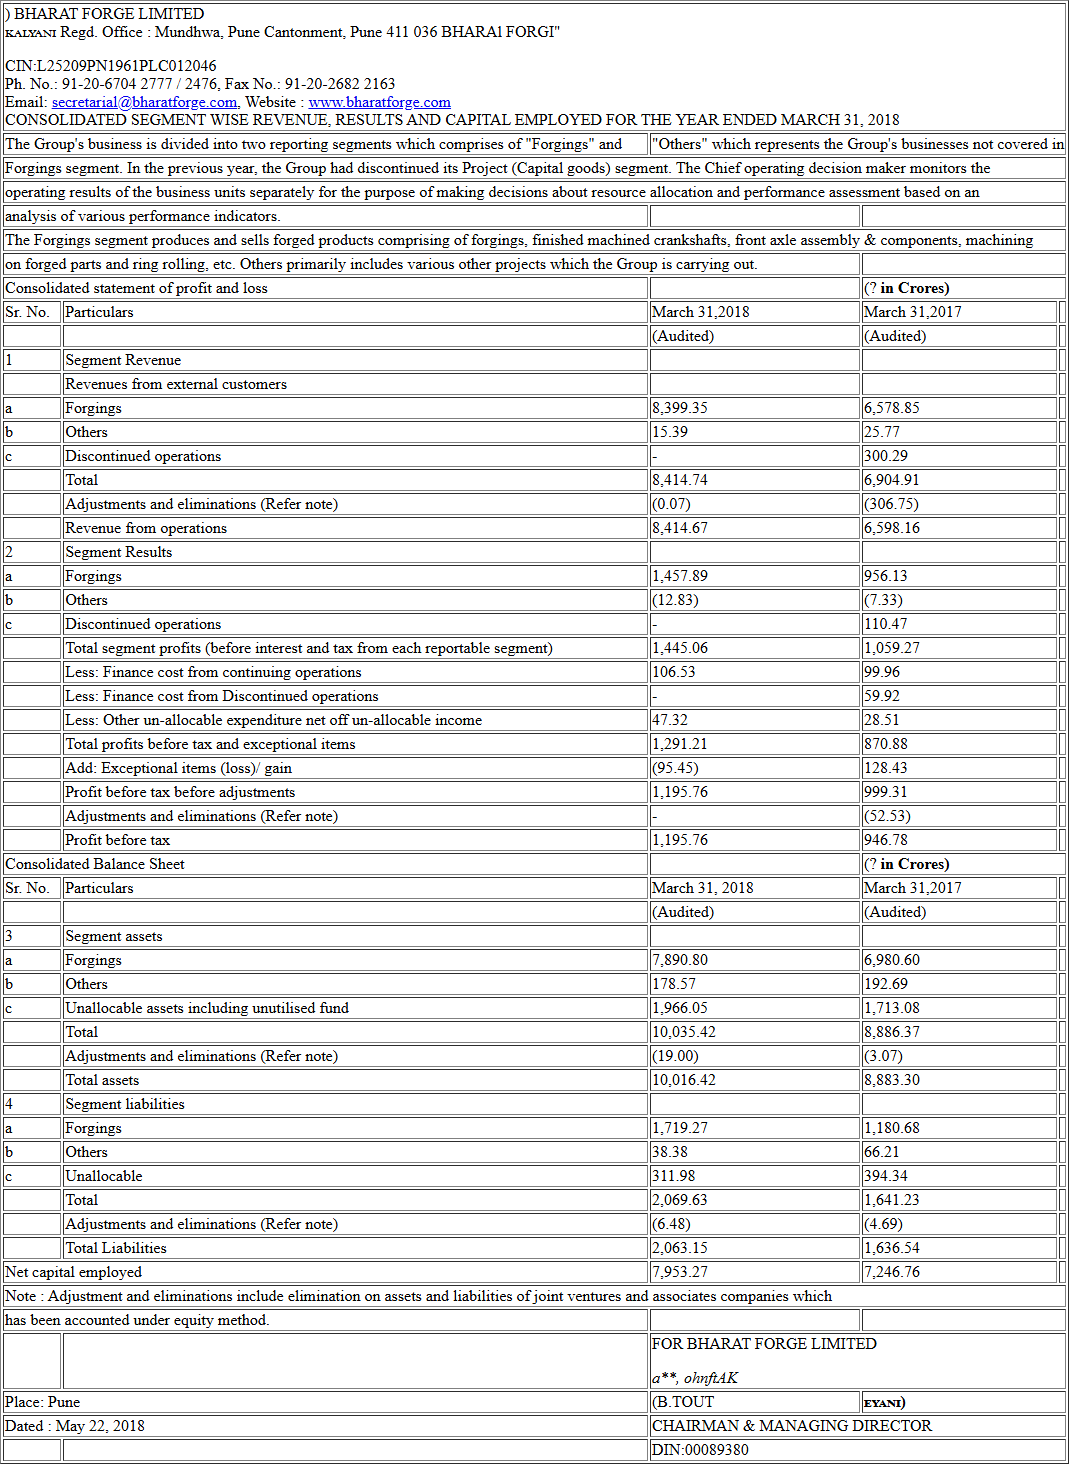 ) BHARAT FORGE LIMITED
KALYANI Regd. Office : Mundhwa, Pune Cantonment, Pune 411 036 BHARA1 FORGI"
CIN:L25209PN1961PLC012046
Ph. No.: 91-20-6704 2777 / 2476, Fax No.: 91-20-2682 2163
Email: secretarial@bharatforge.com, Website : www.bharatforge.com
CONSOLIDATED SEGMENT WISE REVENUE, RESULTS AND CAPITAL EMPLOYED FOR THE YEAR ENDED MARCH 31, 2018
The Group's business is divided into two reporting segments which comprises of "Forgings" and "Others" which represents the Group's businesses not covered in
Forgings segment. In the previous year, the Group had discontinued its Project (Capital goods) segment. The Chief operating decision maker monitors the
operating results of the business units separately for the purpose of making decisions about resource allocation and performance assessment based on an
analysis of various performance indicators.
The Forgings segment produces and sells forged products comprising of forgings, finished machined crankshafts, front axle assembly & components, machining
on forged parts and ring rolling, etc. Others primarily includes various other projects which the Group is carrying out.
Consolidated statement of profit and loss (? in Crores)
Sr. No. Particulars March 31,2018 March 31,2017
(Audited) (Audited)
1 Segment Revenue
Revenues from external customers
a Forgings 8,399.35 6,578.85
b Others 15.39 25.77
c Discontinued operations - 300.29
Total 8,414.74 6,904.91
Adjustments and eliminations (Refer note) (0.07) (306.75)
Revenue from operations 8,414.67 6,598.16
2 Segment Results
a Forgings 1,457.89 956.13
b Others (12.83) (7.33)
c Discontinued operations - 110.47
Total segment profits (before interest and tax from each reportable segment) 1,445.06 1,059.27
Less: Finance cost from continuing operations 106.53 99.96
Less: Finance cost from Discontinued operations - 59.92
Less: Other un-allocable expenditure net off un-allocable income 47.32 28.51
Total profits before tax and exceptional items 1,291.21 870.88
Add: Exceptional items (loss)/ gain (95.45) 128.43
Profit before tax before adjustments 1,195.76 999.31
Adjustments and eliminations (Refer note) - (52.53)
Profit before tax 1,195.76 946.78
Consolidated Balance Sheet (? in Crores)
Sr. No. Particulars March 31, 2018 March 31,2017
(Audited) (Audited)
3 Segment assets
a Forgings 7,890.80 6,980.60
b Others 178.57 192.69
c Unallocable assets including unutilised fund 1,966.05 1,713.08
Total 10,035.42 8,886.37
Adjustments and eliminations (Refer note) (19.00) (3.07)
Total assets 10,016.42 8,883.30
4 Segment liabilities
a Forgings 1,719.27 1,180.68
b Others 38.38 66.21
c Unallocable 311.98 394.34
Total 2,069.63 1,641.23
Adjustments and eliminations (Refer note) (6.48) (4.69)
Total Liabilities 2,063.15 1,636.54
Net capital employed 7,953.27 7,246.76
Note : Adjustment and eliminations include elimination on assets and liabilities of joint ventures and associates companies which
has been accounted under equity method.
FOR BHARAT FORGE LIMITED
a**, ohnftAK
Place: Pune (B.TOUT EYANI)
Dated : May 22, 2018 CHAIRMAN & MANAGING DIRECTOR
DIN:00089380